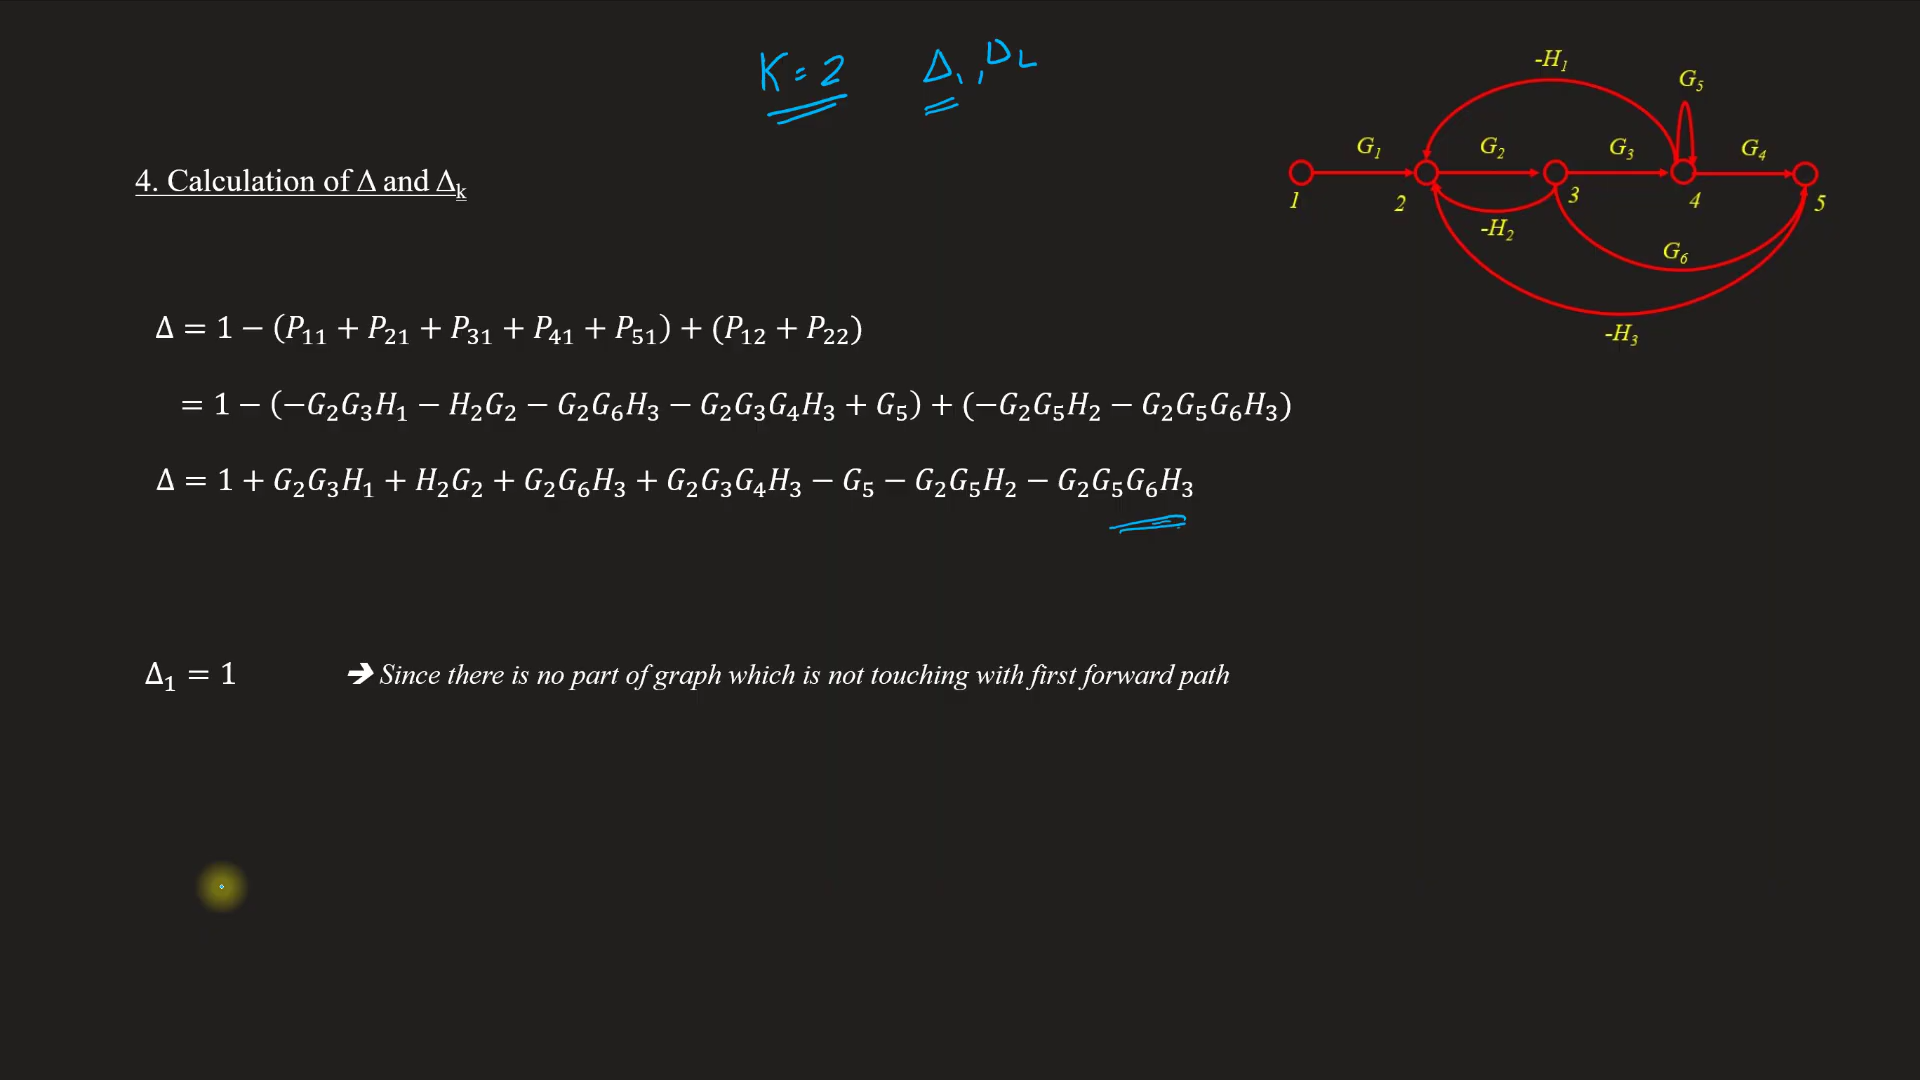 K = 2 Δ₁, Δ₂
-H₁
G₅
G₁ G₂ G₃ G₄
1 2 3 4 5
-H₂
G₆
-H₃
4. Calculation of Δ and Δₖ
Δ = 1 − (P₁₁ + P₂₁ + P₃₁ + P₄₁ + P₅₁) + (P₁₂ + P₂₂)
= 1 − (−G₂G₃H₁ − H₂G₂ − G₂G₆H₃ − G₂G₃G₄H₃ + G₅) + (−G₂G₅H₂ − G₂G₅G₆H₃)
Δ = 1 + G₂G₃H₁ + H₂G₂ + G₂G₆H₃ + G₂G₃G₄H₃ − G₅ − G₂G₅H₂ − G₂G₅G₆H₃
Δ₁ = 1 ➔ Since there is no part of graph which is not touching with first forward path